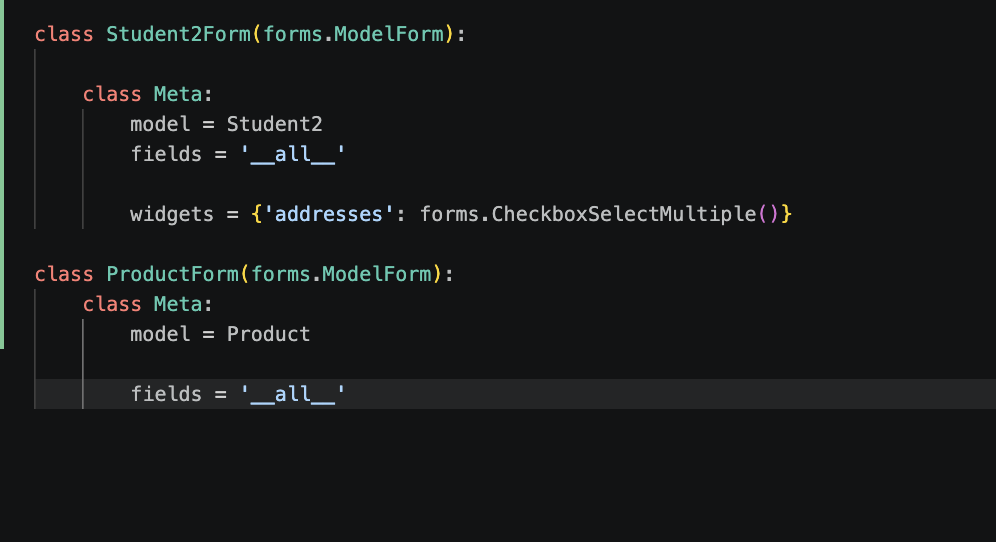 class Student2Form(forms.ModelForm):
class Meta:
model = Student2
fields = '__all__'
widgets = {'addresses': forms.CheckboxSelectMultiple()}
class ProductForm(forms.ModelForm):
class Meta:
model = Product
fields = '__all__'